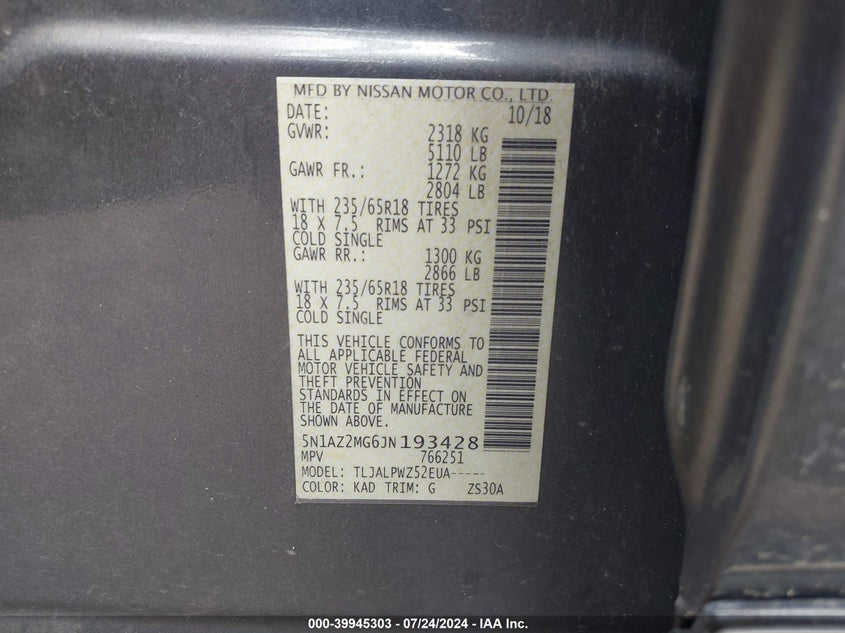 MFD BY NISSAN MOTOR CO., LTD.
DATE: 10/18
GVWR: 2318 KG
5110 LB
GAWR FR.: 1272 KG
2804 LB
WITH 235/65R18 TIRES
18 X 7.5 RIMS AT 33 PSI
COLD SINGLE
GAWR RR.: 1300 KG
2866 LB
WITH 235/65R18 TIRES
18 X 7.5 RIMS AT 33 PSI
COLD SINGLE
THIS VEHICLE CONFORMS TO
ALL APPLICABLE FEDERAL
MOTOR VEHICLE SAFETY AND
THEFT PREVENTION
STANDARDS IN EFFECT ON
THE DATE OF MANUFACTURE
SHOWN ABOVE.
5N1AZ2MG6JN193428
MPV 766251
MODEL: TLJALPWZ52EUA-----
COLOR: KAD TRIM: G ZS30A
000-39945303 - 07/24/2024 - IAA Inc.